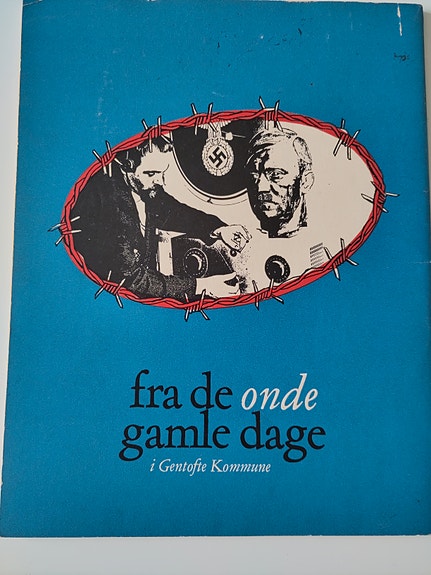 fra de onde
gamle dage
i Gentofte Kommune